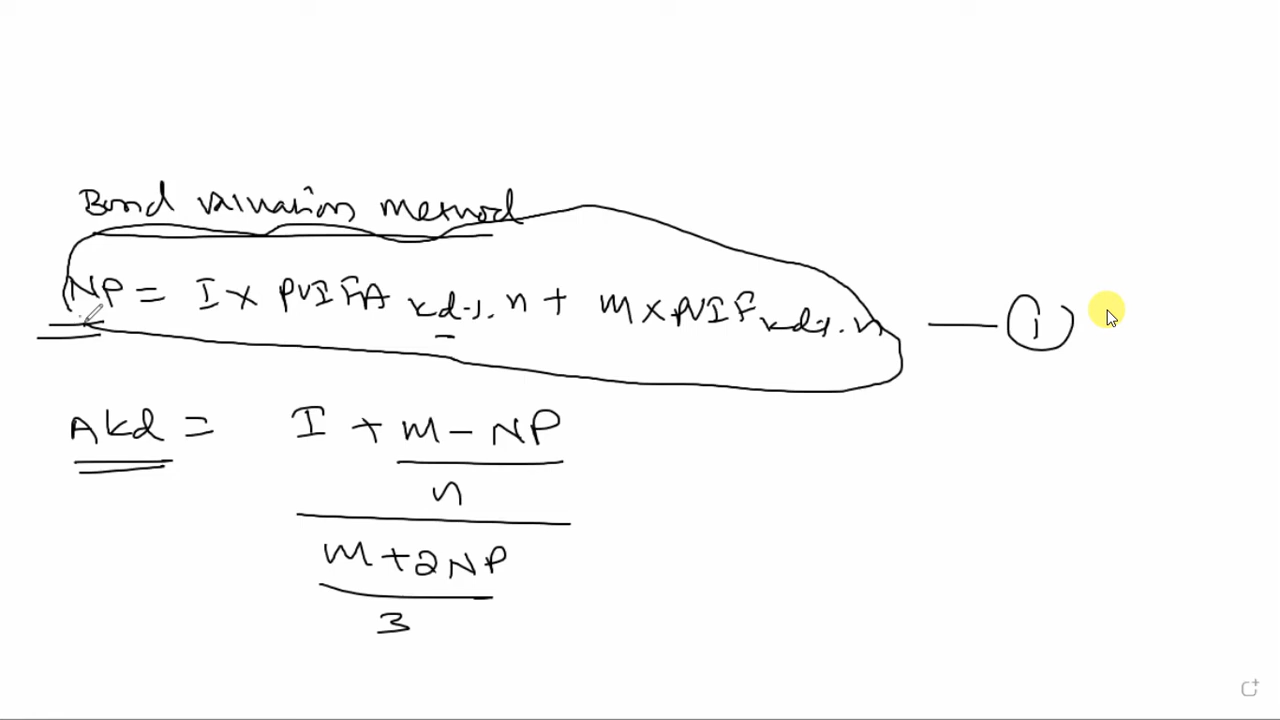 Bond valuation method
NP = I x PVIFA kd%. n + m x PVIF kd%. n — 1
Akd = I + m - NP
n
m + 2NP
3